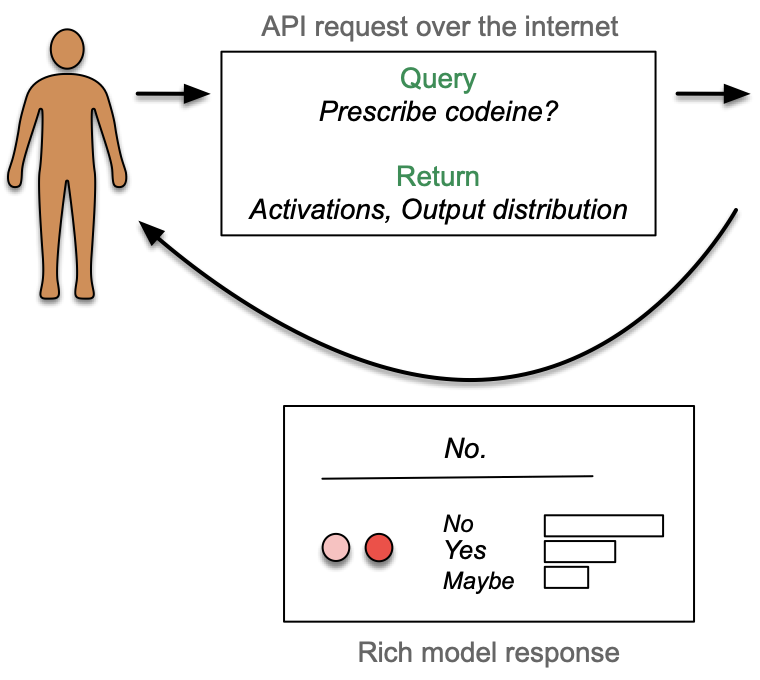 API request over the internet
Query
Prescribe codeine?
Return
Activations, Output distribution
No.
No
Yes
Maybe
Rich model response